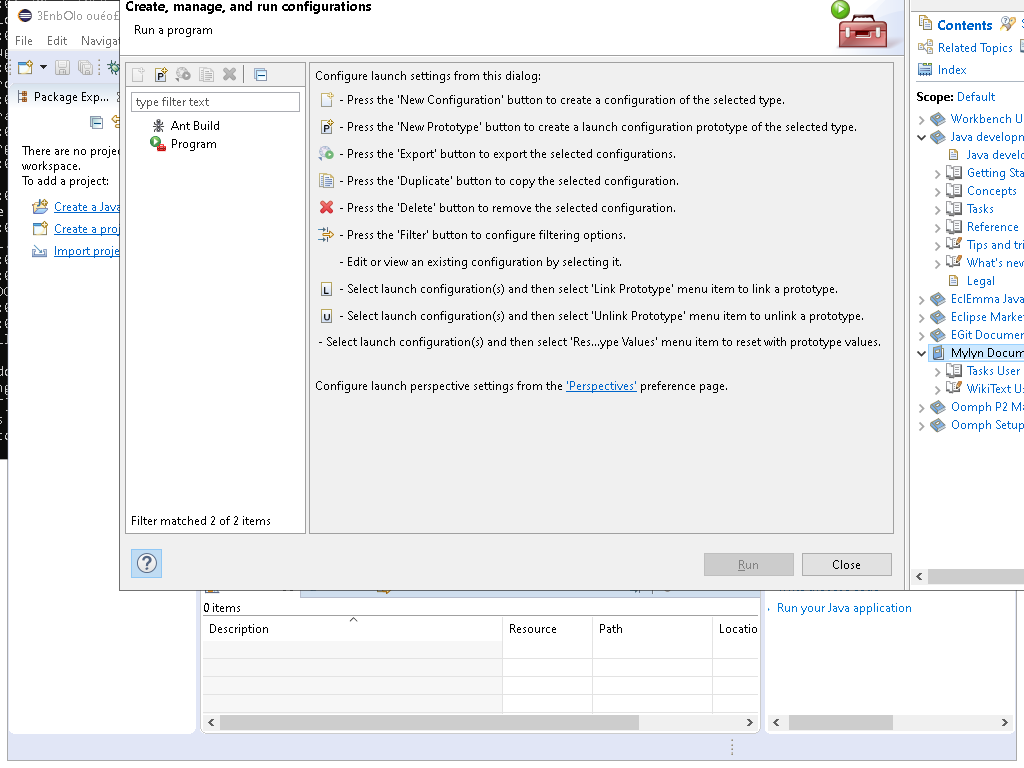 Create, manage, and run configurations
Run a program
3EnbOlo
File Edit Navigat
Package Exp...
There are no proje
workspace.
To add a project:
Create a Java
Create a proj
Import proje
type filter text
Ant Build
Program
Filter matched 2 of 2 items
Configure launch settings from this dialog:
- Press the 'New Configuration' button to create a configuration of the selected type.
- Press the 'New Prototype' button to create a launch configuration prototype of the selected type.
- Press the 'Export' button to export the selected configurations.
- Press the 'Duplicate' button to copy the selected configuration.
- Press the 'Delete' button to remove the selected configuration.
- Press the 'Filter' button to configure filtering options.
- Edit or view an existing configuration by selecting it.
L - Select launch configuration(s) and then select 'Link Prototype' menu item to link a prototype.
U - Select launch configuration(s) and then select 'Unlink Prototype' menu item to unlink a prototype.
- Select launch configuration(s) and then select 'Res...ype Values' menu item to reset with prototype values.
Configure launch perspective settings from the 'Perspectives' preference page.
Run
Close
Contents
Related Topics
Index
Scope: Default
Workbench U
Java developm
Java develo
Getting Sta
Concepts
Tasks
Reference
Tips and tri
What's new
Legal
EclEmma Java
Eclipse Marke
EGit Documen
Mylyn Docum
Tasks User
WikiText Us
Oomph P2 Ma
Oomph Setup
0 items
Description Resource Path Locatio
Run your Java application